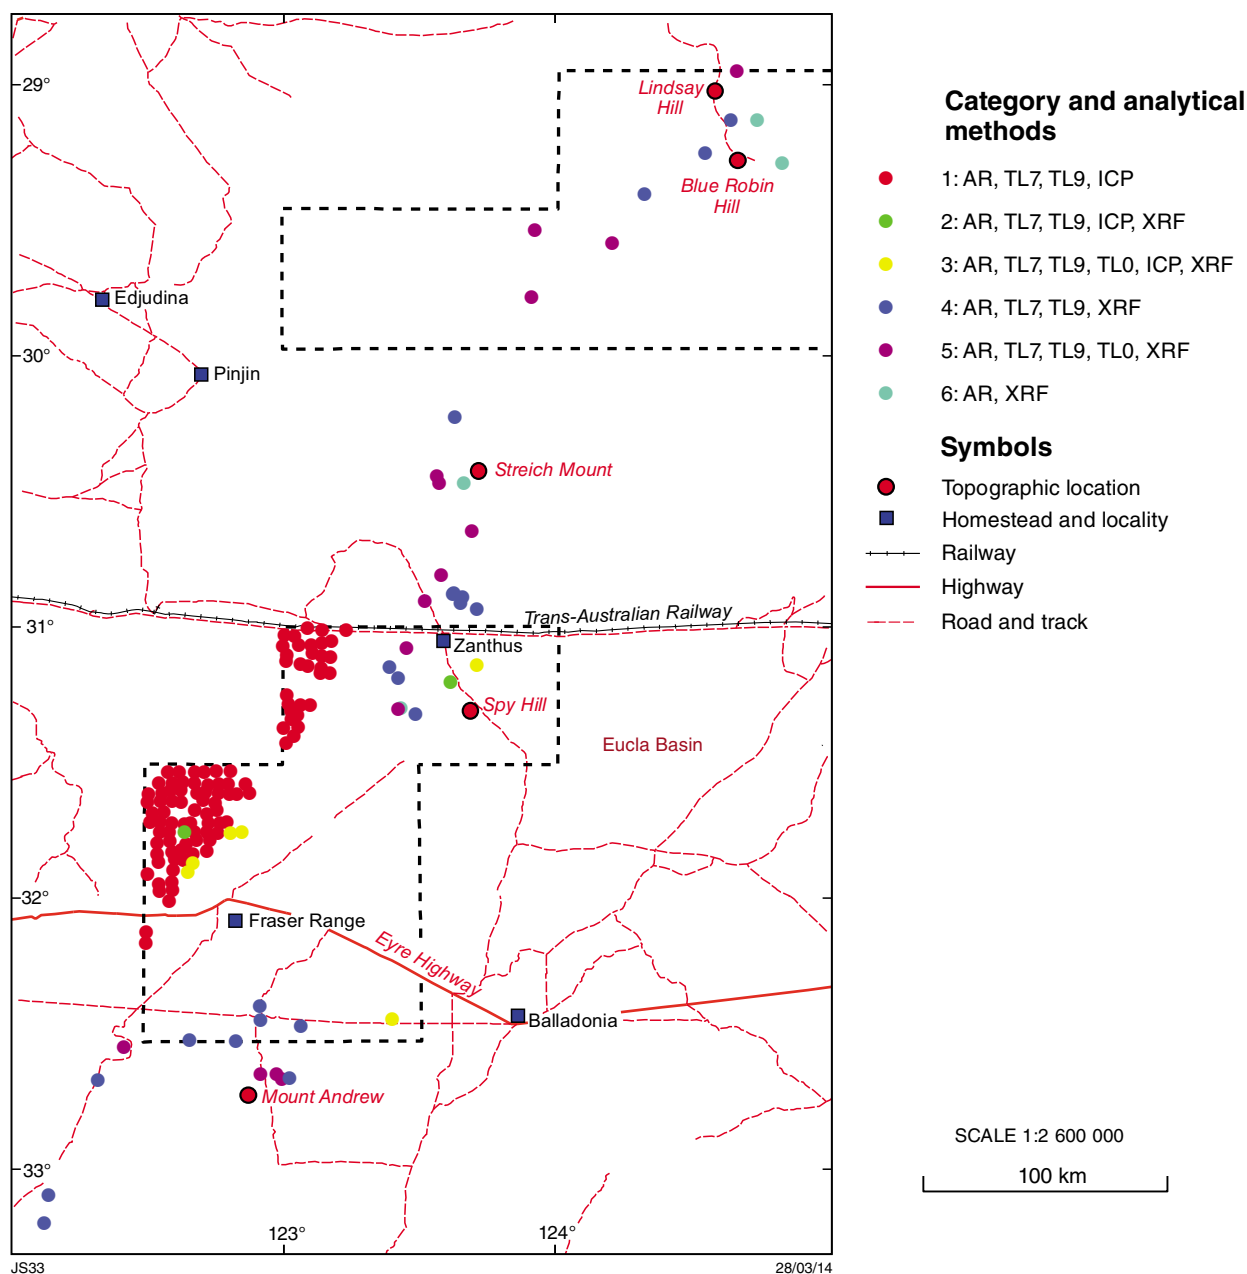 29°
30°
31°
32°
33°
123°
124°
Lindsay
Hill
Blue Robin
Hill
Edjudina
Pinjin
Streich Mount
Trans-Australian Railway
Zanthus
Spy Hill
Eucla Basin
Fraser Range
Eyre Highway
Balladonia
Mount Andrew
JS33
28/03/14
Category and analytical
methods
1: AR, TL7, TL9, ICP
2: AR, TL7, TL9, ICP, XRF
3: AR, TL7, TL9, TL0, ICP, XRF
4: AR, TL7, TL9, XRF
5: AR, TL7, TL9, TL0, XRF
6: AR, XRF
Symbols
Topographic location
Homestead and locality
Railway
Highway
Road and track
SCALE 1:2 600 000
100 km